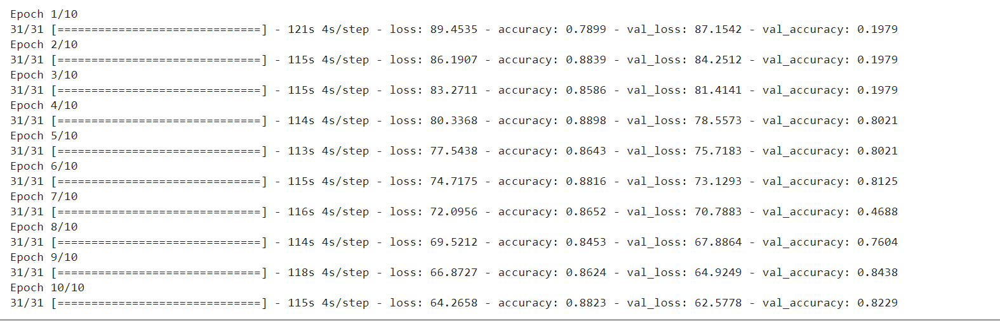 Epoch 1/10
31/31 [==============================] - 121s 4s/step - loss: 89.4535 - accuracy: 0.7899 - val_loss: 87.1542 - val_accuracy: 0.1979
Epoch 2/10
31/31 [==============================] - 115s 4s/step - loss: 86.1907 - accuracy: 0.8839 - val_loss: 84.2512 - val_accuracy: 0.1979
Epoch 3/10
31/31 [==============================] - 115s 4s/step - loss: 83.2711 - accuracy: 0.8586 - val_loss: 81.4141 - val_accuracy: 0.1979
Epoch 4/10
31/31 [==============================] - 114s 4s/step - loss: 80.3368 - accuracy: 0.8898 - val_loss: 78.5573 - val_accuracy: 0.8021
Epoch 5/10
31/31 [==============================] - 113s 4s/step - loss: 77.5438 - accuracy: 0.8643 - val_loss: 75.7183 - val_accuracy: 0.8021
Epoch 6/10
31/31 [==============================] - 115s 4s/step - loss: 74.7175 - accuracy: 0.8816 - val_loss: 73.1293 - val_accuracy: 0.8125
Epoch 7/10
31/31 [==============================] - 116s 4s/step - loss: 72.0956 - accuracy: 0.8652 - val_loss: 70.7883 - val_accuracy: 0.4688
Epoch 8/10
31/31 [==============================] - 114s 4s/step - loss: 69.5212 - accuracy: 0.8453 - val_loss: 67.8864 - val_accuracy: 0.7604
Epoch 9/10
31/31 [==============================] - 118s 4s/step - loss: 66.8727 - accuracy: 0.8624 - val_loss: 64.9249 - val_accuracy: 0.8438
Epoch 10/10
31/31 [==============================] - 115s 4s/step - loss: 64.2658 - accuracy: 0.8823 - val_loss: 62.5778 - val_accuracy: 0.8229